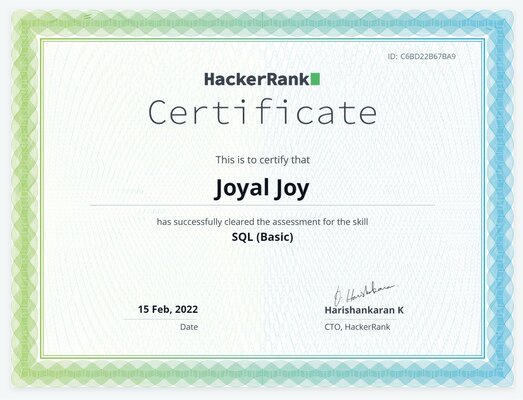 ID: C6BD22B67BA9
HackerRank
Certificate
This is to certify that
Joyal Joy
has successfully cleared the assessment for the skill
SQL (Basic)
D. Harishankaran
15 Feb, 2022
Harishankaran K
Date
CTO, HackerRank